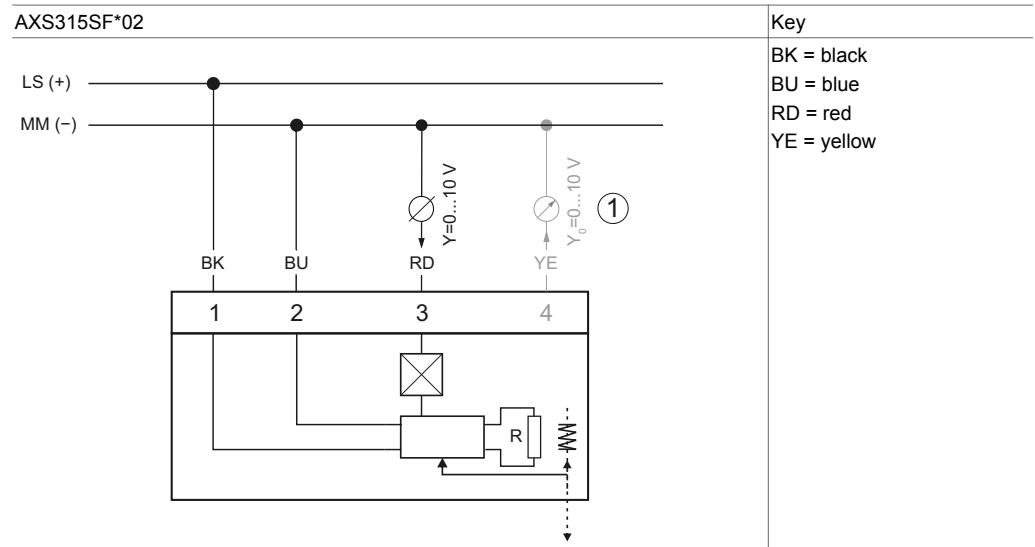 AXS315SF*02
Key
BK = black
BU = blue
RD = red
YE = yellow
LS (+)
MM (−)
Y=0...10 V
Y₀=0...10 V
①
BK
BU
RD
YE
1
2
3
4
R